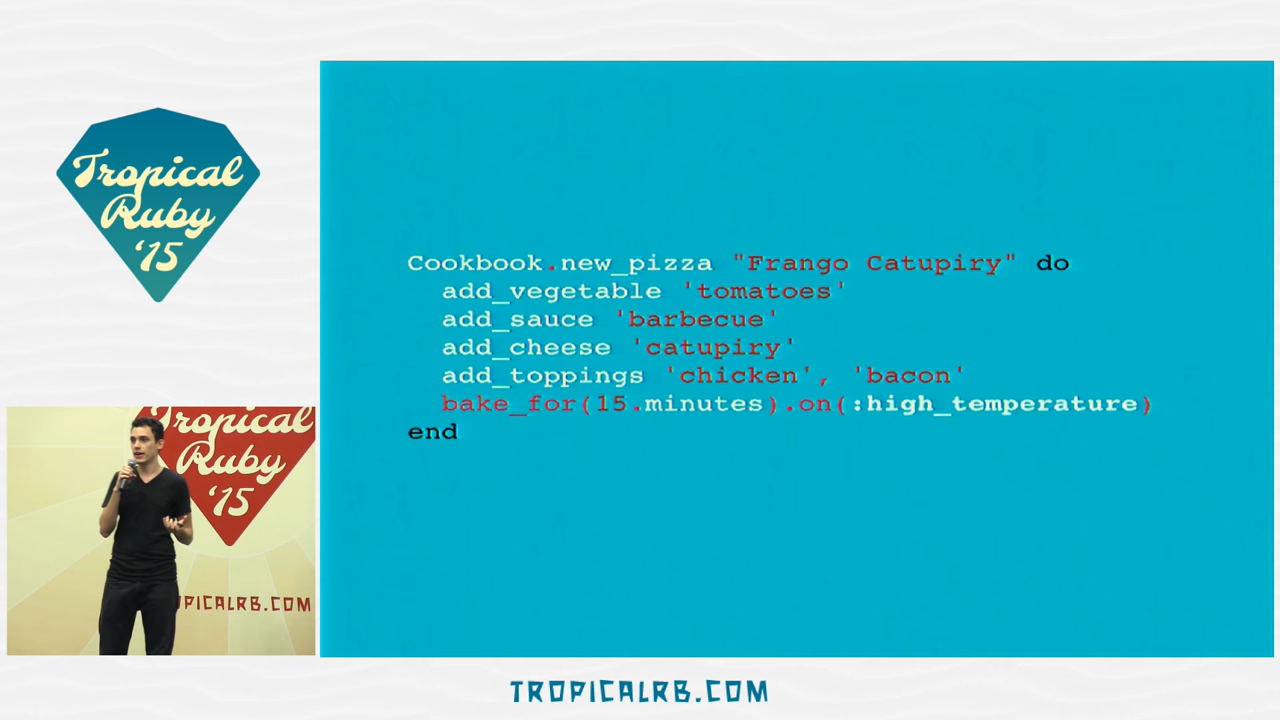 Tropical
Ruby
'15
Cookbook.new_pizza "Frango Catupiry" do
  add_vegetable 'tomatoes'
  add_sauce 'barbecue'
  add_cheese 'catupiry'
  add_toppings 'chicken', 'bacon'
  bake_for(15.minutes).on(:high_temperature)
end
Tropical
Ruby
'15
OPICALRB.COM
TROPICALRB.COM